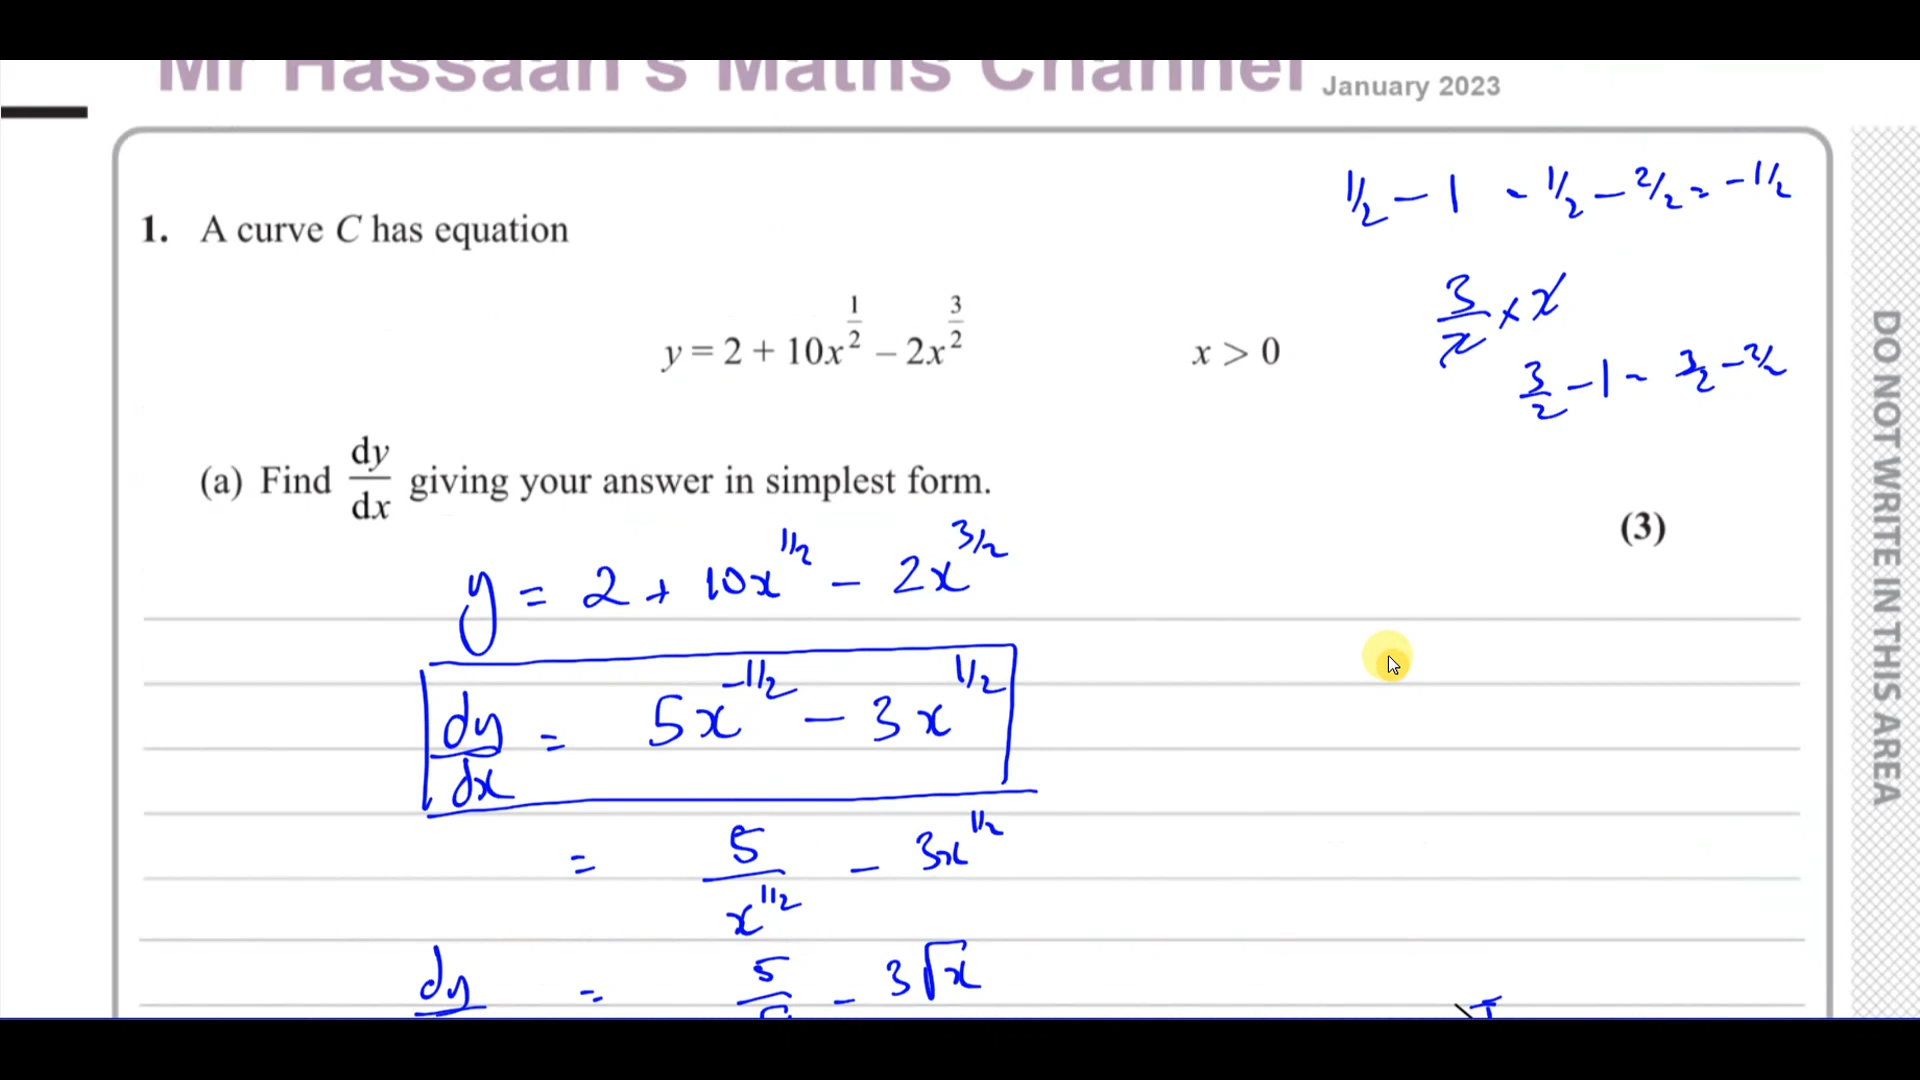 Mr Hassaan's Maths Channel January 2023
½ − 1 = ½ − 2/2 = −½
1. A curve C has equation
y = 2 + 10x^(1/2) − 2x^(3/2)    x > 0
3/2 × 2
3/2 − 1 = 3/2 − 2/2
(a) Find dy/dx giving your answer in simplest form.
(3)
y = 2 + 10x^(1/2) − 2x^(3/2)
dy/dx = 5x^(−1/2) − 3x^(1/2)
= 5/x^(1/2) − 3x^(1/2)
dy = 5 − 3√x
DO NOT WRITE IN THIS AREA